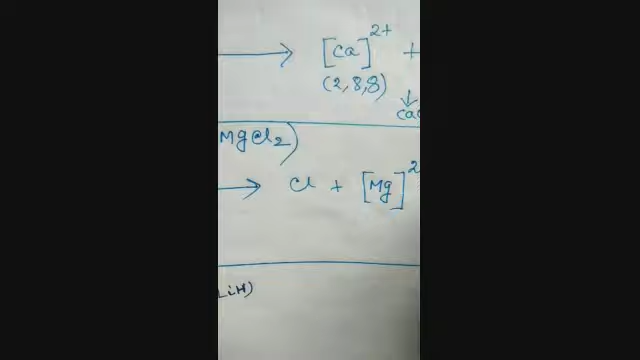 → [Ca]²⁺ +
(2,8,8)
↓
MgCl₂)
→ Cl + [Mg]²
LiH)